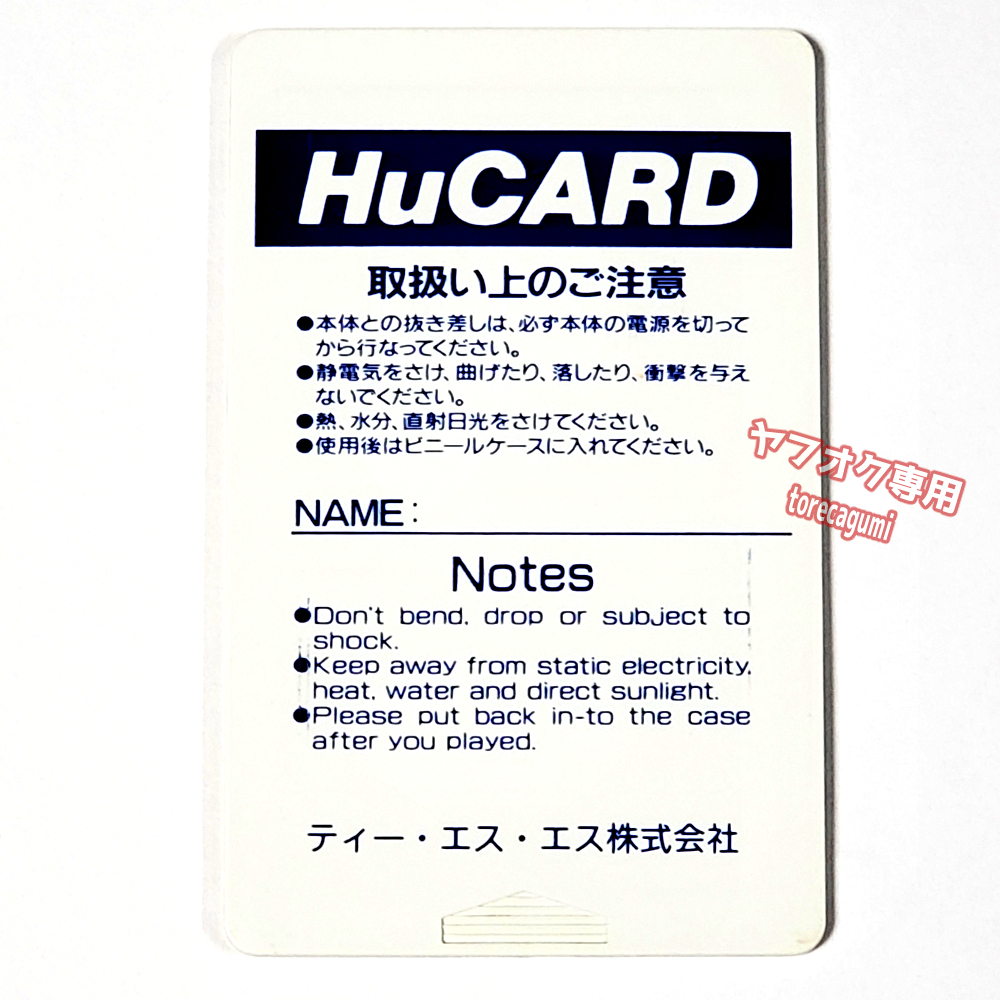 HuCARD
取扱い上のご注意
●本体との抜き差しは、必ず本体の電源を切って
から行なってください。
●静電気をさけ、曲げたり、落したり、衝撃を与え
ないでください。
●熱、水分、直射日光をさけてください。
●使用後はビニールケースに入れてください。
ヤフオク専用
torecagumi
NAME:
Notes
●Don't bend, drop or subject to
shock.
●Keep away from static electricity,
heat, water and direct sunlight.
●Please put back in-to the case
after you played.
ティー・エス・エス株式会社